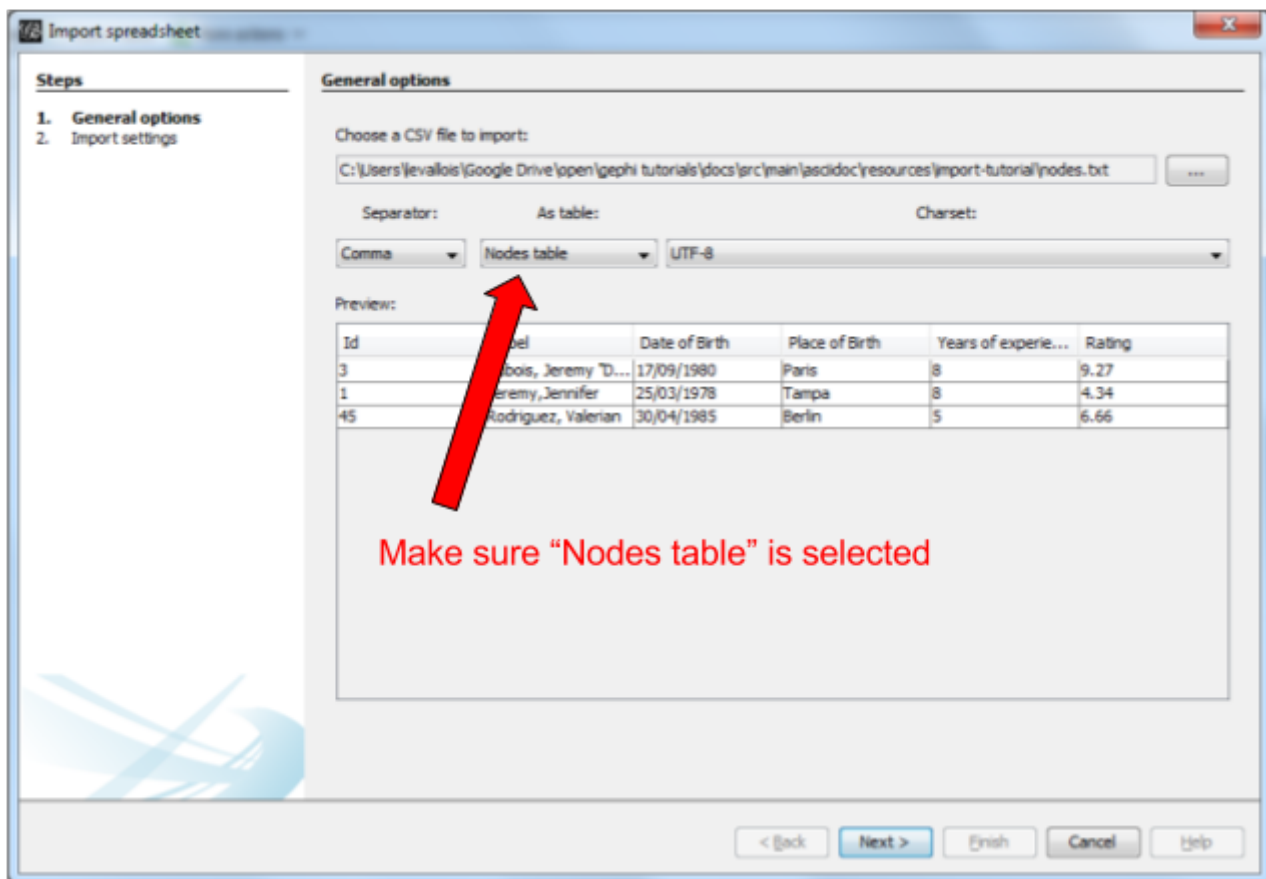 Import spreadsheet
Steps
1. General options
2. Import settings
General options
Choose a CSV file to import:
C:\Users\levallois\Google Drive\open\gephi tutorials\docs\src\main\asciidoc\resources\import-tutorial\nodes.txt ...
Separator: As table: Charset:
Comma Nodes table UTF-8
Preview:
Id Date of Birth Place of Birth Years of experie... Rating
3 Jeremy "D... 17/09/1980 Paris 8 9.27
1 Jennifer 25/03/1978 Tampa 8 4.34
45 Rodriguez, Valerian 30/04/1985 Berlin 5 6.66
Make sure “Nodes table” is selected
< Back Next > Finish Cancel Help